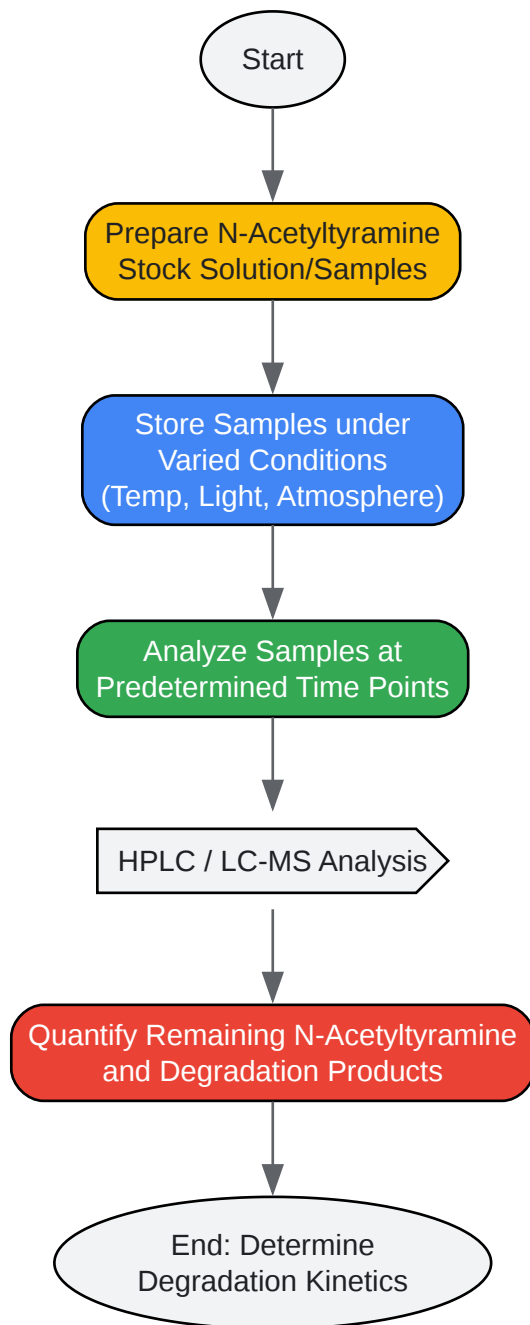 Start
Prepare N-Acetyltyramine
Stock Solution/Samples
Store Samples under
Varied Conditions
(Temp, Light, Atmosphere)
Analyze Samples at
Predetermined Time Points
HPLC / LC-MS Analysis
Quantify Remaining N-Acetyltyramine
and Degradation Products
End: Determine
Degradation Kinetics